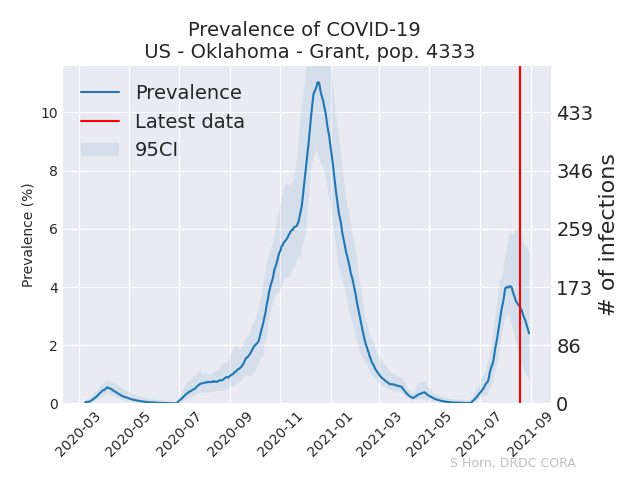 Prevalence of COVID-19
US - Oklahoma - Grant, pop. 4333
Prevalence
Latest data
95CI
Prevalence (%)
10
8
6
4
2
0
433
346
259
173
86
0
# of infections
2020-03
2020-05
2020-07
2020-09
2020-11
2021-01
2021-03
2021-05
2021-07
2021-09
S Horn, DRDC CORA